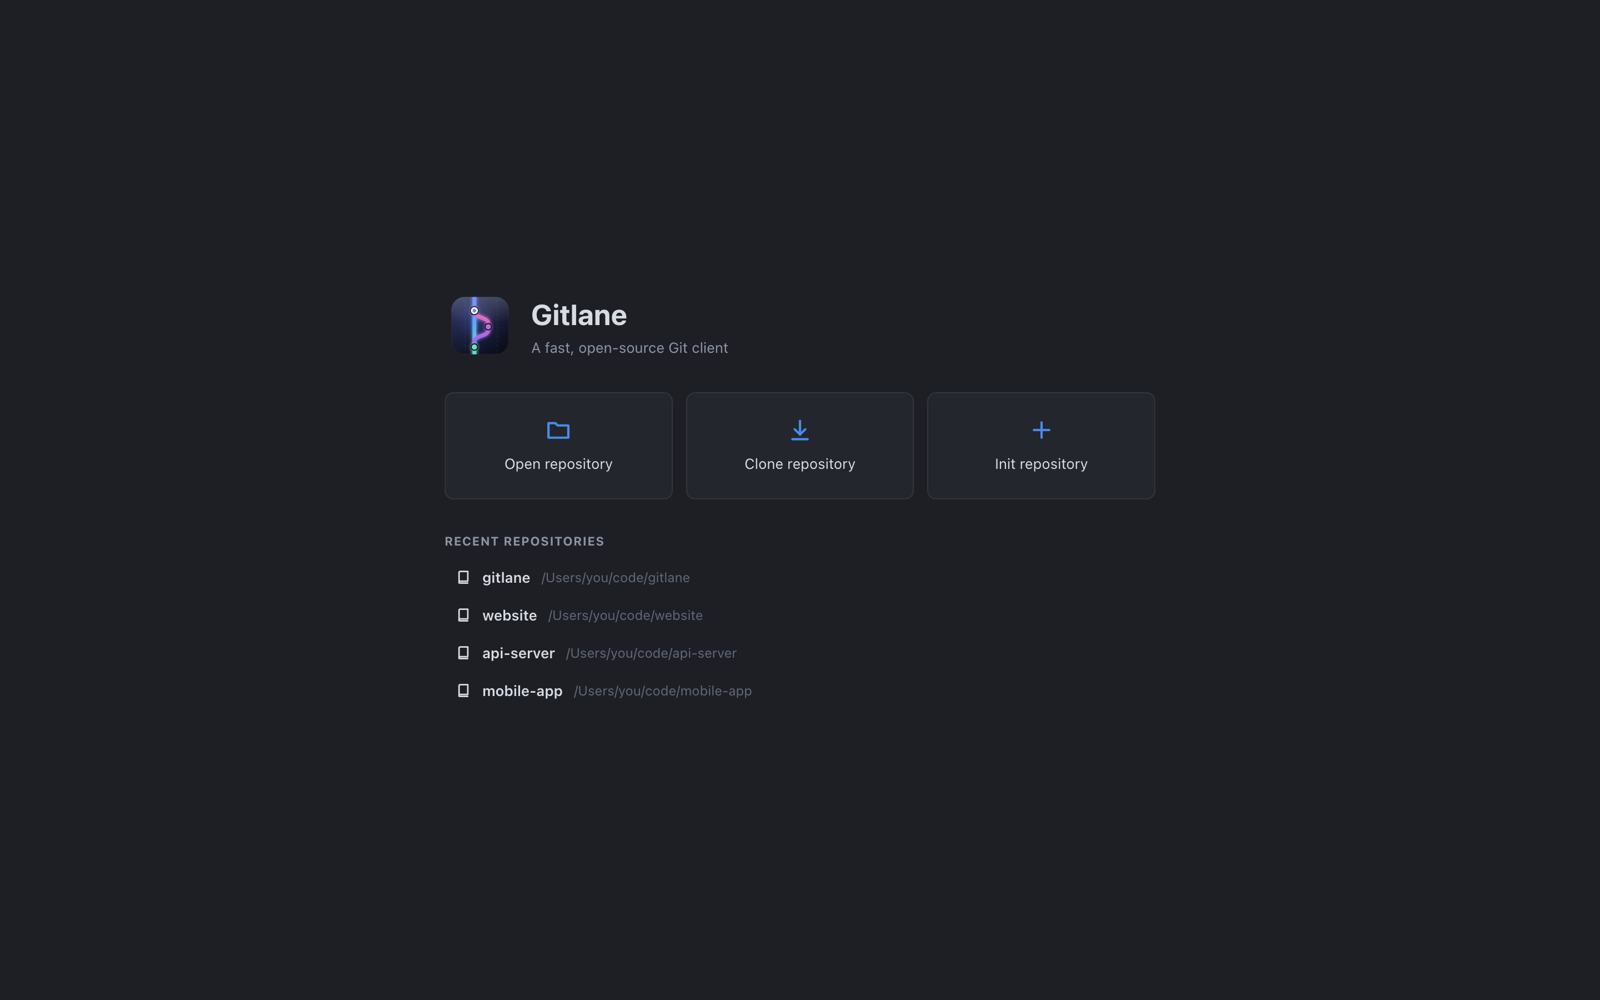 Gitlane
A fast, open-source Git client
Open repository
Clone repository
Init repository
RECENT REPOSITORIES
gitlane /Users/you/code/gitlane
website /Users/you/code/website
api-server /Users/you/code/api-server
mobile-app /Users/you/code/mobile-app